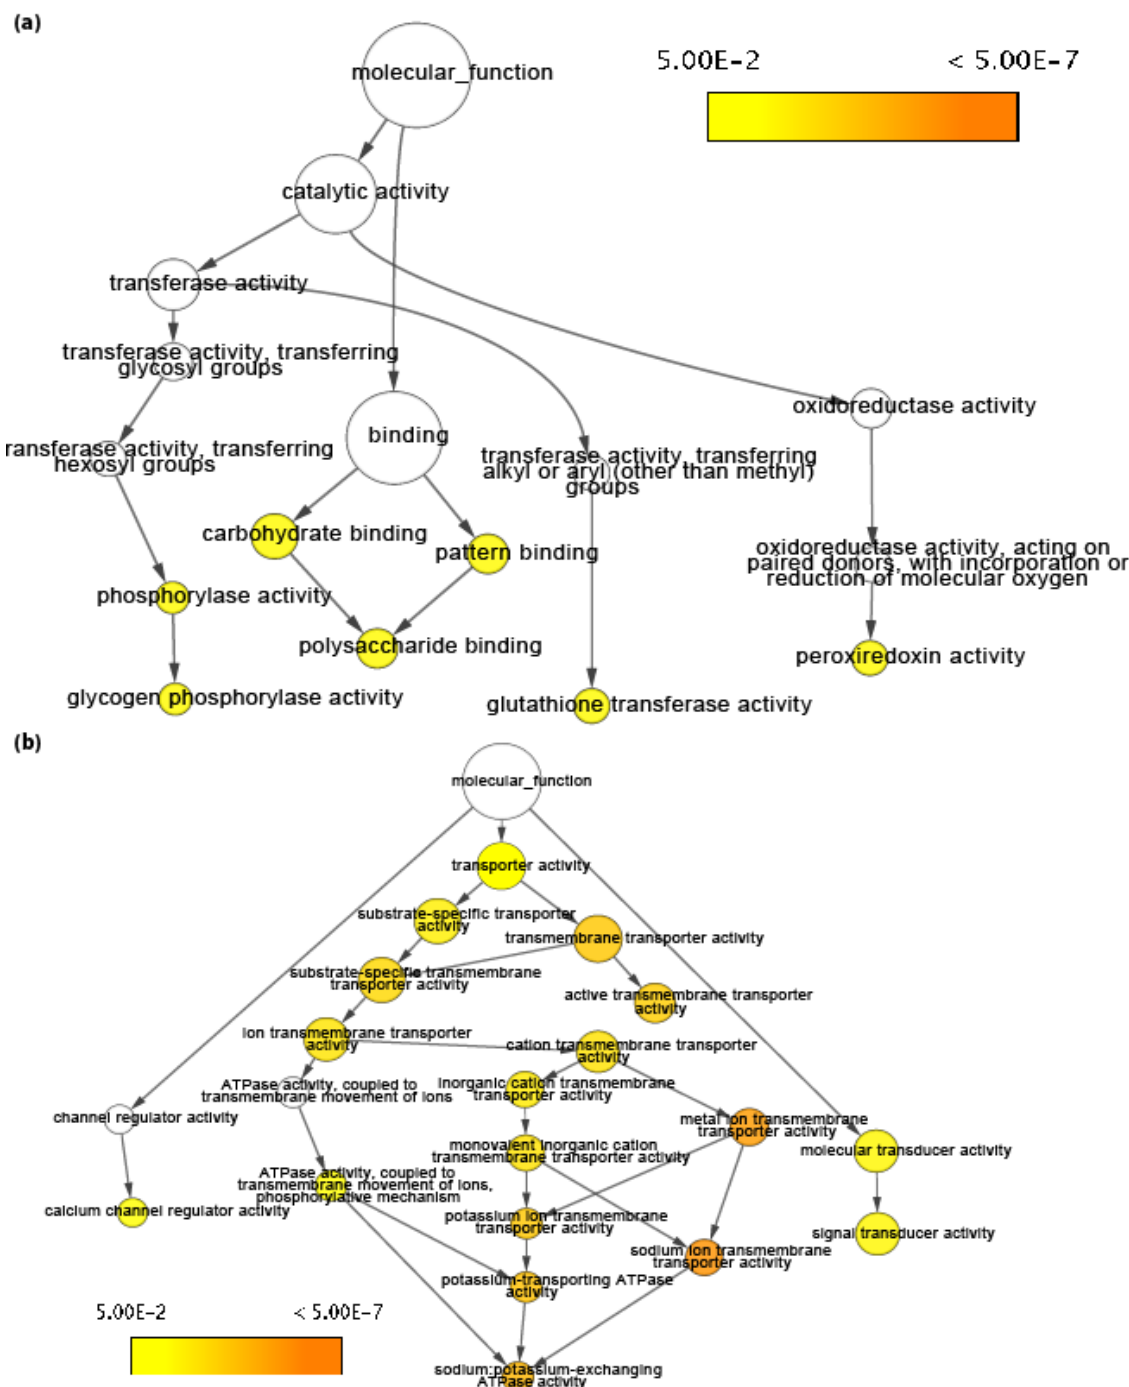 (a)
5.00E-2
< 5.00E-7
molecular_function
catalytic activity
transferase activity
transferase activity, transferring
glycosyl groups
ransferase activity, transferring
hexosyl groups
binding
transferase activity, transferring
alkyl or aryl (other than methyl)
groups
oxidoreductase activity
carbohydrate binding
pattern binding
oxidoreductase activity, acting on
paired donors, with incorporation or
reduction of molecular oxygen
phosphorylase activity
polysaccharide binding
peroxiredoxin activity
glycogen phosphorylase activity
glutathione transferase activity
(b)
molecular_function
transporter activity
substrate-specific transporter
activity
transmembrane transporter activity
substrate-specific transmembrane
transporter activity
active transmembrane transporter
activity
ion transmembrane transporter
activity
cation transmembrane transporter
activity
ATPase activity, coupled to
transmembrane movement of ions
inorganic cation transmembrane
transporter activity
channel regulator activity
metal ion transmembrane
transporter activity
monovalent inorganic cation
transmembrane transporter activity
molecular transducer activity
ATPase activity, coupled to
transmembrane movement of ions,
phosphorylative mechanism
calcium channel regulator activity
potassium ion transmembrane
transporter activity
signal transducer activity
sodium ion transmembrane
transporter activity
potassium-transporting ATPase
activity
5.00E-2
< 5.00E-7
sodium:potassium-exchanging
ATPase activity